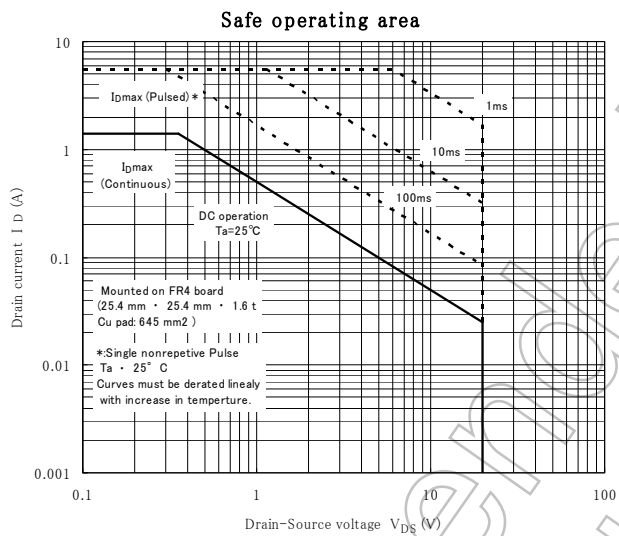 Safe operating area
10
1
0.1
0.01
0.001
Drain current I D (A)
IDmax (Pulsed) *
1ms
10ms
100ms
IDmax
(Continuous)
DC operation
Ta=25℃
Mounted on FR4 board
(25.4 mm ・ 25.4 mm ・ 1.6 t
Cu pad: 645 mm2 )
*:Single nonrepetive Pulse
Ta ・ 25° C
Curves must be derated linealy
with increase in temperture.
0.1
1
10
100
Drain-Source voltage VDS (V)